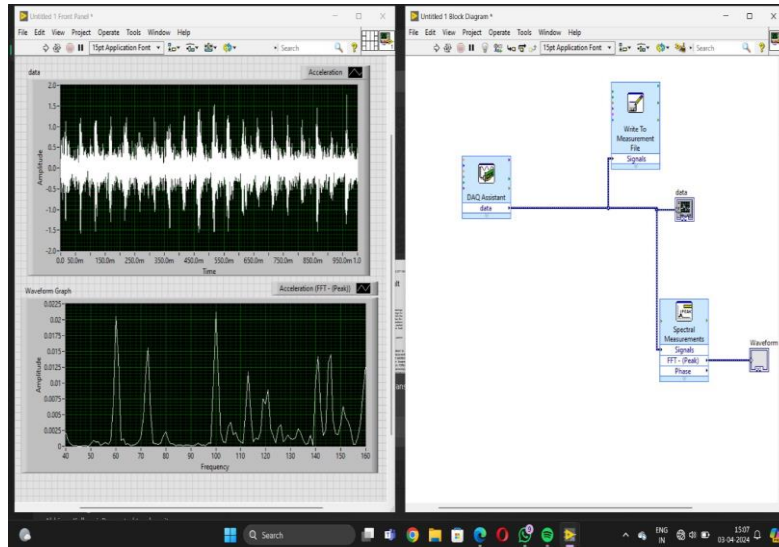 Untitled 1 Front Panel *
File Edit View Project Operate Tools Window Help
15pt Application Font
Search
data
Acceleration
Amplitude
2.0-
1.5-
1.0-
0.5-
0.0-
-0.5-
-1.0-
-1.5-
-2.0-
0.0 50.0m 150.0m 250.0m 350.0m 450.0m 550.0m 650.0m 750.0m 850.0m 950.0m 1.0
Time
Waveform Graph
Acceleration (FFT - (Peak))
Amplitude
0.0225-
0.02-
0.0175-
0.015-
0.0125-
0.01-
0.0075-
0.005-
0.0025-
0-
40 50 60 70 80 90 100 110 120 130 140 150 160
Frequency
Untitled 1 Block Diagram *
File Edit View Project Operate Tools Window Help
15pt Application Font
Search
Write To
Measurement
File
Signals
DAQ Assistant
data
data
Spectral
Measurements
Signals
FFT - (Peak)
Phase
Waveform
Search
ENG
IN
15:07
03-04-2024